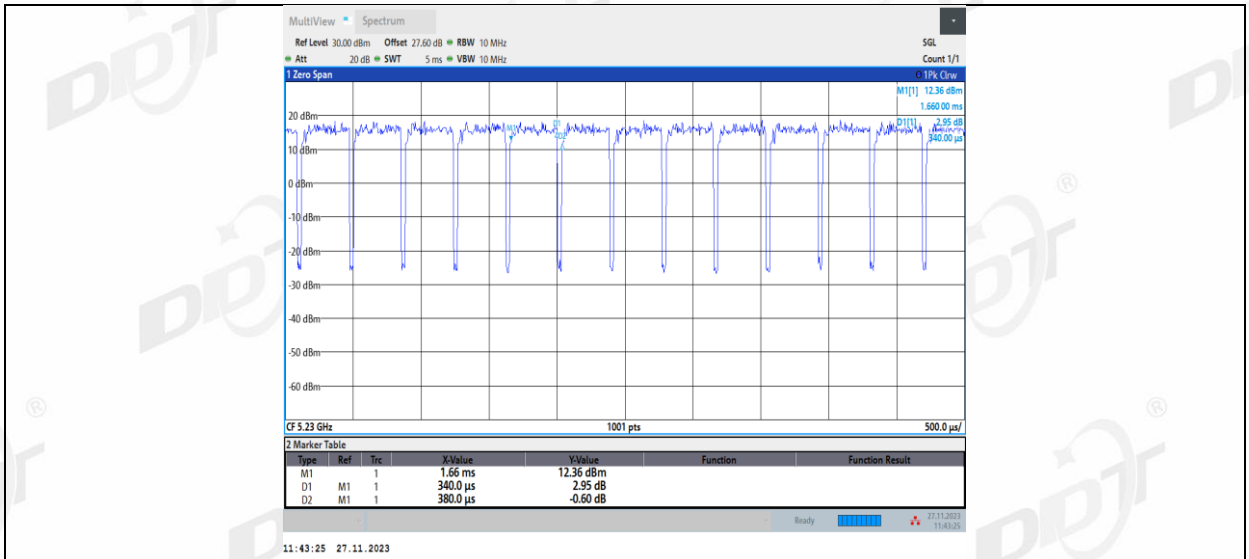 MultiView Spectrum
Ref Level 30.00 dBm Offset 27.60 dB RBW 10 MHz SGL
Att 20 dB SWT 5 ms VBW 10 MHz Count 1/1
1 Zero Span 1Pk Clrw
M1[1] 12.36 dBm
1.660 00 ms
20 dBm
D1[1] 2.95 dB
340.00 µs
M1
D1
D2
10 dBm
0 dBm
-10 dBm
-20 dBm
-30 dBm
-40 dBm
-50 dBm
-60 dBm
CF 5.23 GHz 1001 pts 500.0 µs/
2 Marker Table
Type Ref Trc X-Value Y-Value Function Function Result
M1 1 1.66 ms 12.36 dBm
D1 M1 1 340.0 µs 2.95 dB
D2 M1 1 380.0 µs -0.60 dB
Ready 27.11.2023
11:43:25
11:43:25 27.11.2023
DDT
®